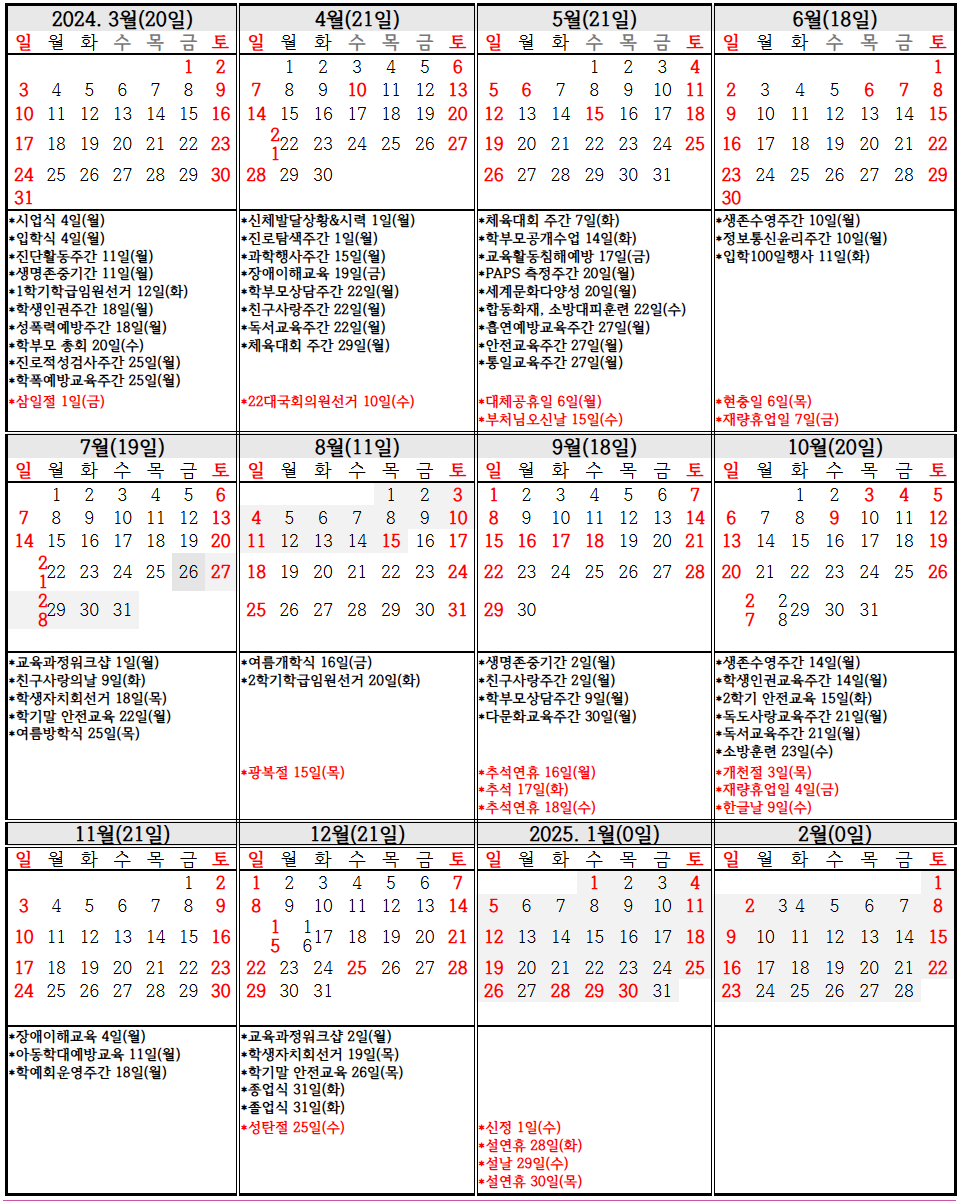 2024. 3월(20일)
일 월 화 수 목 금 토
1 2
3 4 5 6 7 8 9
10 11 12 13 14 15 16
17 18 19 20 21 22 23
24 25 26 27 28 29 30
31
*시업식 4일(월)
*입학식 4일(월)
*진단활동주간 11일(월)
*생명존중기간 11일(월)
*1학기학급임원선거 12일(화)
*학생인권주간 18일(월)
*성폭력예방주간 18일(월)
*학부모 총회 20일(수)
*진로적성검사주간 25일(월)
*학폭예방교육주간 25일(월)
*삼일절 1일(금)
4월(21일)
일 월 화 수 목 금 토
1 2 3 4 5 6
7 8 9 10 11 12 13
14 15 16 17 18 19 20
21 22 23 24 25 26 27
28 29 30
*신체발달상황&시력 1일(월)
*진로탐색주간 1일(월)
*과학행사주간 15일(월)
*장애이해교육 19일(금)
*학부모상담주간 22일(월)
*친구사랑주간 22일(월)
*독서교육주간 22일(월)
*체육대회 주간 29일(월)
*22대국회의원선거 10일(수)
5월(21일)
일 월 화 수 목 금 토
1 2 3 4
5 6 7 8 9 10 11
12 13 14 15 16 17 18
19 20 21 22 23 24 25
26 27 28 29 30 31
*체육대회 주간 7일(화)
*학부모공개수업 14일(화)
*교육활동침해예방 17일(금)
*PAPS 측정주간 20일(월)
*세계문화다양성 20일(월)
*합동화재, 소방대피훈련 22일(수)
*흡연예방교육주간 27일(월)
*안전교육주간 27일(월)
*통일교육주간 27일(월)
*대체공휴일 6일(월)
*부처님오신날 15일(수)
6월(18일)
일 월 화 수 목 금 토
1
2 3 4 5 6 7 8
9 10 11 12 13 14 15
16 17 18 19 20 21 22
23 24 25 26 27 28 29
30
*생존수영주간 10일(월)
*정보통신윤리주간 10일(월)
*입학100일행사 11일(화)
*현충일 6일(목)
*재량휴업일 7일(금)
7월(19일)
일 월 화 수 목 금 토
1 2 3 4 5 6
7 8 9 10 11 12 13
14 15 16 17 18 19 20
21 22 23 24 25 26 27
28 29 30 31
*교육과정워크샵 1일(월)
*친구사랑의날 9일(화)
*학생자치회선거 18일(목)
*학기말 안전교육 22일(월)
*여름방학식 25일(목)
8월(11일)
일 월 화 수 목 금 토
1 2 3
4 5 6 7 8 9 10
11 12 13 14 15 16 17
18 19 20 21 22 23 24
25 26 27 28 29 30 31
*여름개학식 16일(금)
*2학기학급임원선거 20일(화)
*광복절 15일(목)
9월(18일)
일 월 화 수 목 금 토
1 2 3 4 5 6 7
8 9 10 11 12 13 14
15 16 17 18 19 20 21
22 23 24 25 26 27 28
29 30
*생명존중기간 2일(월)
*친구사랑주간 2일(월)
*학부모상담주간 9일(월)
*다문화교육주간 30일(월)
*추석연휴 16일(월)
*추석 17일(화)
*추석연휴 18일(수)
10월(20일)
일 월 화 수 목 금 토
1 2 3 4 5
6 7 8 9 10 11 12
13 14 15 16 17 18 19
20 21 22 23 24 25 26
27 28 29 30 31
*생존수영주간 14일(월)
*학생인권교육주간 14일(월)
*2학기 안전교육 15일(화)
*독도사랑교육주간 21일(월)
*독서교육주간 21일(월)
*소방훈련 23일(수)
*개천절 3일(목)
*재량휴업일 4일(금)
*한글날 9일(수)
11월(21일)
일 월 화 수 목 금 토
1 2
3 4 5 6 7 8 9
10 11 12 13 14 15 16
17 18 19 20 21 22 23
24 25 26 27 28 29 30
*장애이해교육 4일(월)
*아동학대예방교육 11일(월)
*학예회운영주간 18일(월)
12월(21일)
일 월 화 수 목 금 토
1 2 3 4 5 6 7
8 9 10 11 12 13 14
15 16 17 18 19 20 21
22 23 24 25 26 27 28
29 30 31
*교육과정워크샵 2일(월)
*학생자치회선거 19일(목)
*학기말 안전교육 26일(목)
*종업식 31일(화)
*졸업식 31일(화)
*성탄절 25일(수)
2025. 1월(0일)
일 월 화 수 목 금 토
1 2 3 4
5 6 7 8 9 10 11
12 13 14 15 16 17 18
19 20 21 22 23 24 25
26 27 28 29 30 31
*신정 1일(수)
*설연휴 28일(화)
*설날 29일(수)
*설연휴 30일(목)
2월(0일)
일 월 화 수 목 금 토
1
2 3 4 5 6 7 8
9 10 11 12 13 14 15
16 17 18 19 20 21 22
23 24 25 26 27 28